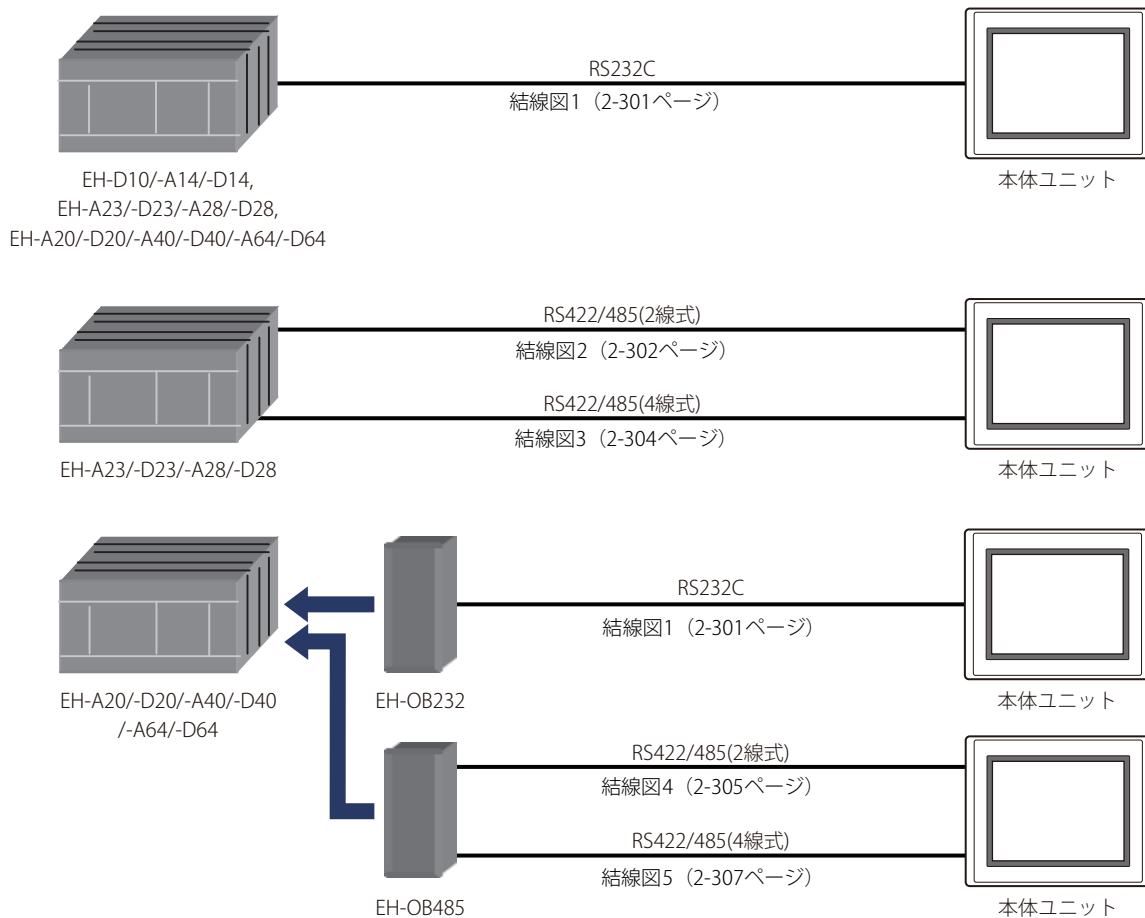 RS232C
結線図1（2-301ページ）
EH-D10/-A14/-D14,
EH-A23/-D23/-A28/-D28,
EH-A20/-D20/-A40/-D40/-A64/-D64
本体ユニット
RS422/485(2線式)
結線図2（2-302ページ）
RS422/485(4線式)
結線図3（2-304ページ）
EH-A23/-D23/-A28/-D28
本体ユニット
RS232C
結線図1（2-301ページ）
EH-A20/-D20/-A40/-D40
/-A64/-D64
EH-OB232
本体ユニット
RS422/485(2線式)
結線図4（2-305ページ）
RS422/485(4線式)
結線図5（2-307ページ）
EH-OB485
本体ユニット